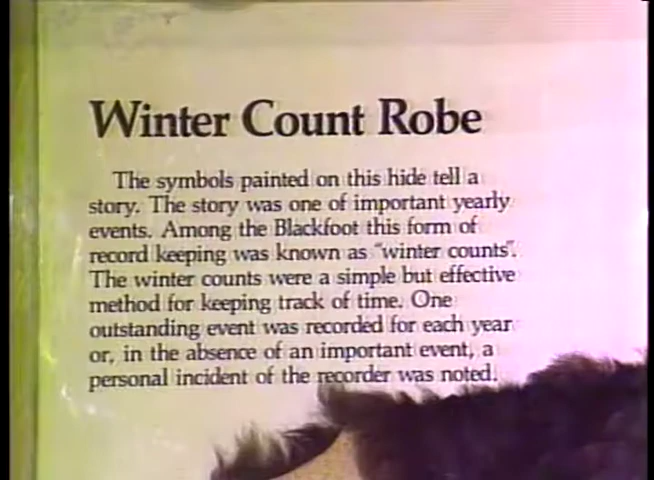 Winter Count Robe
The symbols painted on this hide tell a
story. The story was one of important yearly
events. Among the Blackfoot this form of
record keeping was known as "winter counts".
The winter counts were a simple but effective
method for keeping track of time. One
outstanding event was recorded for each year
or, in the absence of an important event, a
personal incident of the recorder was noted.